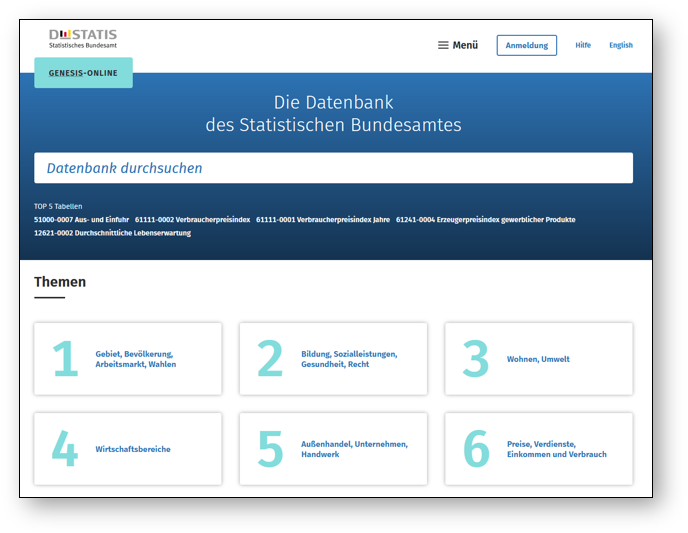 DESTATIS
Statistisches Bundesamt
Menü
Anmeldung
Hilfe
English
GENESIS-ONLINE
Die Datenbank
des Statistischen Bundesamtes
Datenbank durchsuchen
TOP 5 Tabellen
51000-0007 Aus- und Einfuhr 61111-0002 Verbraucherpreisindex 61111-0001 Verbraucherpreisindex Jahre 61241-0004 Erzeugerpreisindex gewerblicher Produkte
12621-0002 Durchschnittliche Lebenserwartung
Themen
1
Gebiet, Bevölkerung,
Arbeitsmarkt, Wahlen
2
Bildung, Sozialleistungen,
Gesundheit, Recht
3
Wohnen, Umwelt
4
Wirtschaftsbereiche
5
Außenhandel, Unternehmen,
Handwerk
6
Preise, Verdienste,
Einkommen und Verbrauch